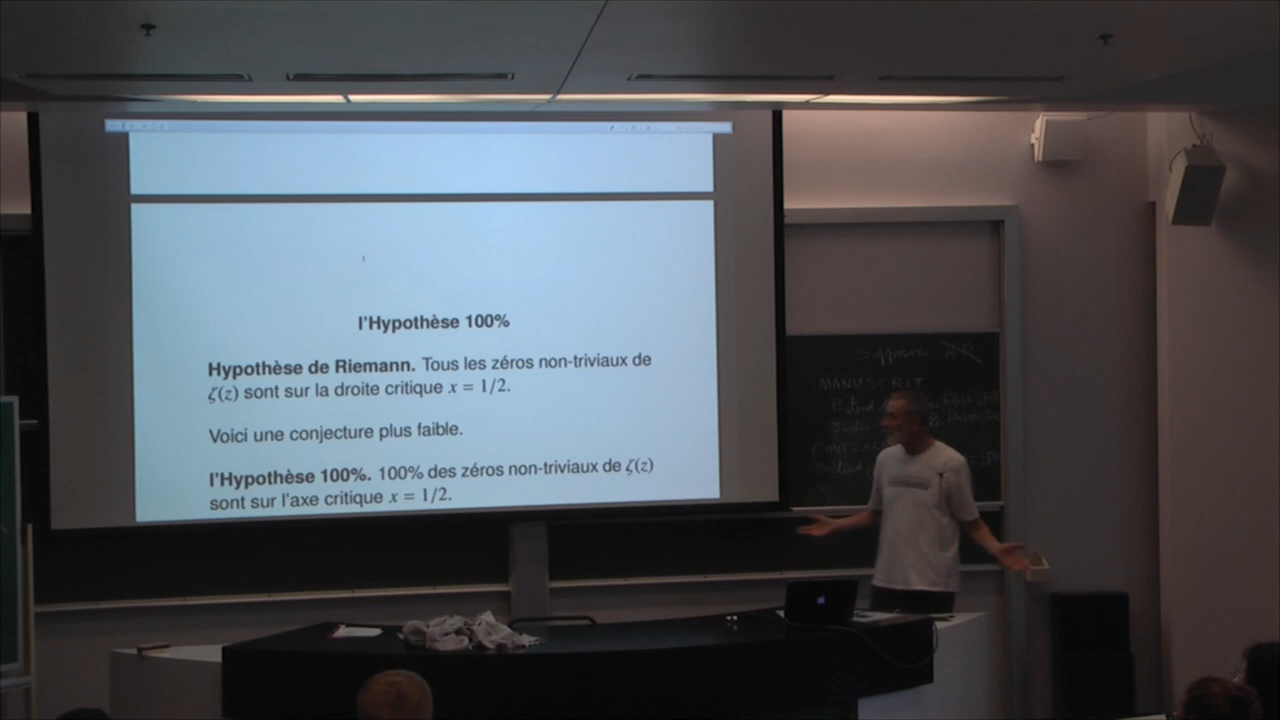 l'Hypothèse 100%
Hypothèse de Riemann. Tous les zéros non-triviaux de
ζ(z) sont sur la droite critique x = 1/2.
Voici une conjecture plus faible.
l'Hypothèse 100%. 100% des zéros non-triviaux de ζ(z)
sont sur l'axe critique x = 1/2.
MANUSCRIT